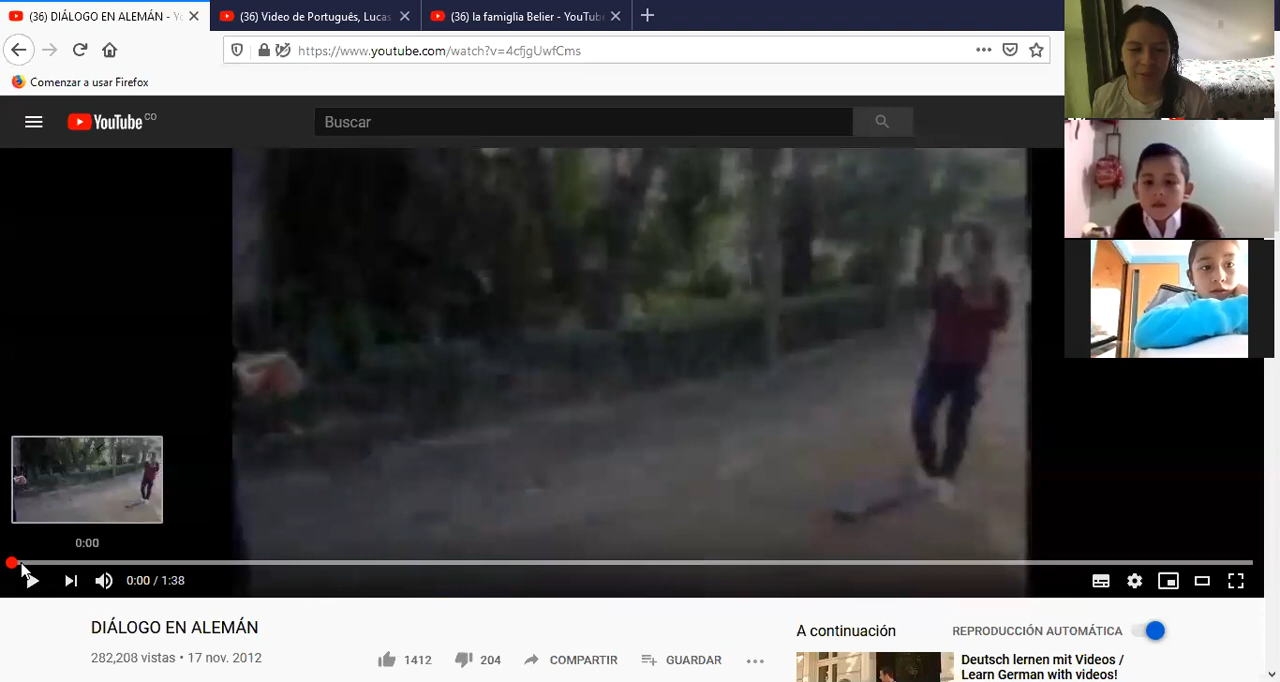 (36) DIÁLOGO EN ALEMÁN - Y
(36) Video de Português, Lucas
(36) la famiglia Belier - YouTub
https://www.youtube.com/watch?v=4cfjgUwfCms
Comenzar a usar Firefox
YouTube CO
Buscar
0:00
0:00 / 1:38
DIÁLOGO EN ALEMÁN
282,208 vistas • 17 nov. 2012
1412
204
COMPARTIR
GUARDAR
A continuación
REPRODUCCIÓN AUTOMÁTICA
Deutsch lernen mit Videos /
Learn German with videos!